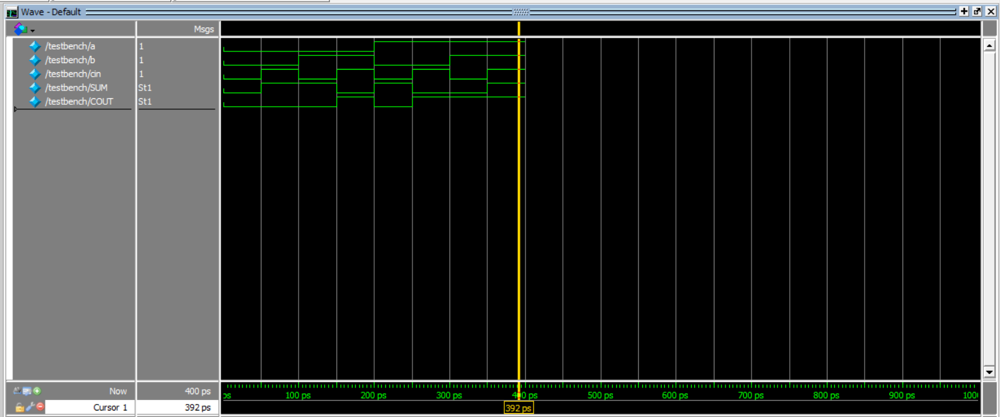 Wave - Default
Msgs
/testbench/a 1
/testbench/b 1
/testbench/cin 1
/testbench/SUM St1
/testbench/COUT St1
Now 400 ps ps 100 ps 200 ps 300 ps 400 ps 500 ps 600 ps 700 ps 800 ps 900 ps 100
Cursor 1 392 ps 392 ps